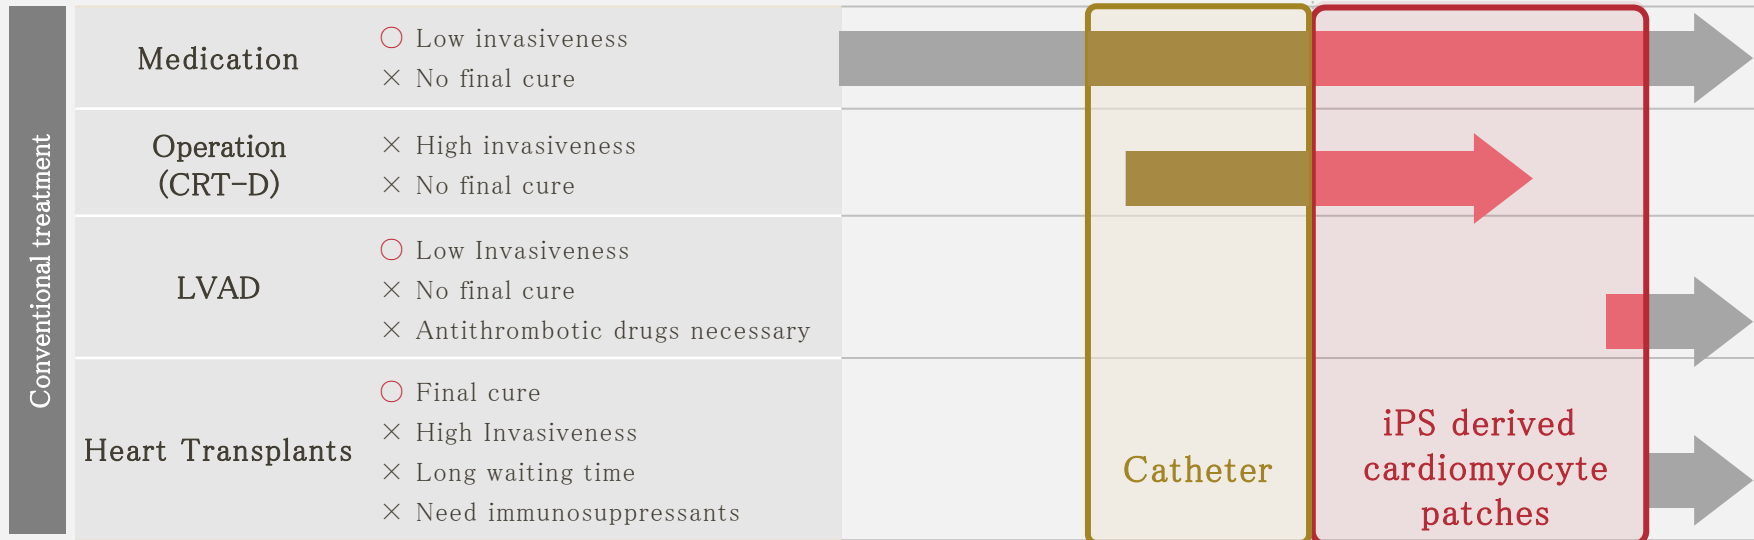 Conventional treatment
Medication
○ Low invasiveness
× No final cure
Operation
(CRT-D)
× High invasiveness
× No final cure
LVAD
○ Low Invasiveness
× No final cure
× Antithrombotic drugs necessary
Heart Transplants
○ Final cure
× High Invasiveness
× Long waiting time
× Need immunosuppressants
Catheter
iPS derived
cardiomyocyte
patches